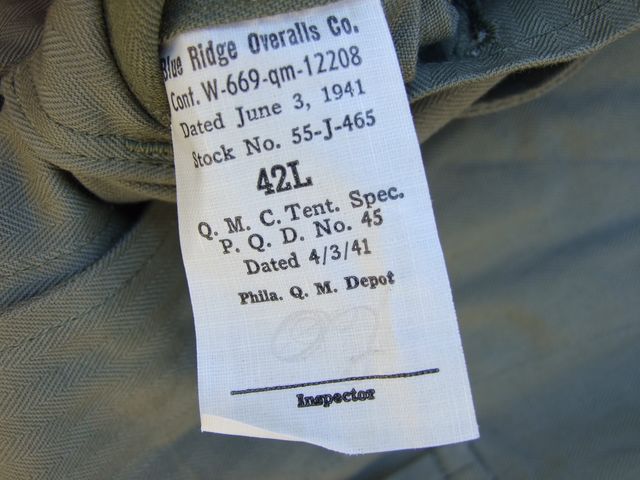 Blue Ridge Overalls Co.
Cont. W-669-qm-12208
Dated June 3, 1941
Stock No. 55-J-465
42L
Q. M. C. Tent. Spec.
P. Q. D. No. 45
Dated 4/3/41
Phila. Q. M. Depot
Inspector